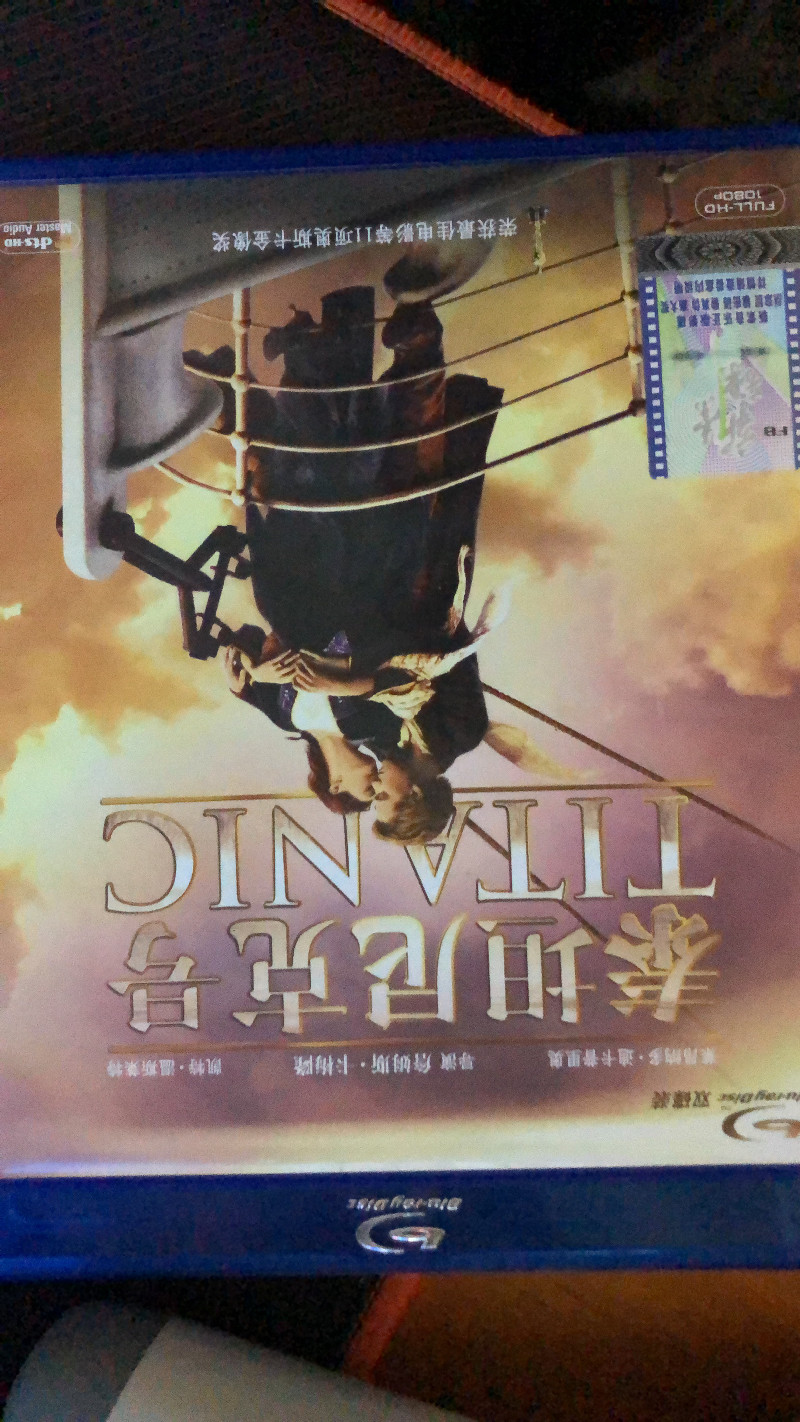 Blu-ray Disc
Blu-ray Disc 双碟装
莱昂纳多·迪卡普里奥 导演 詹姆斯·卡梅隆 凯特·温斯莱特
泰坦尼克号
TITANIC
FB
荣获最佳电影等11项奥斯卡金像奖
FULL-HD
1080P
dts-HD
Master Audio